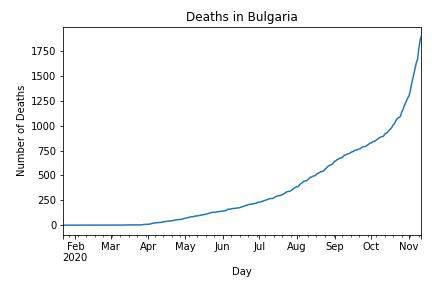 Deaths in Bulgaria
Number of Deaths
1750
1500
1250
1000
750
500
250
0
Feb Mar Apr May Jun Jul Aug Sep Oct Nov
2020
Day